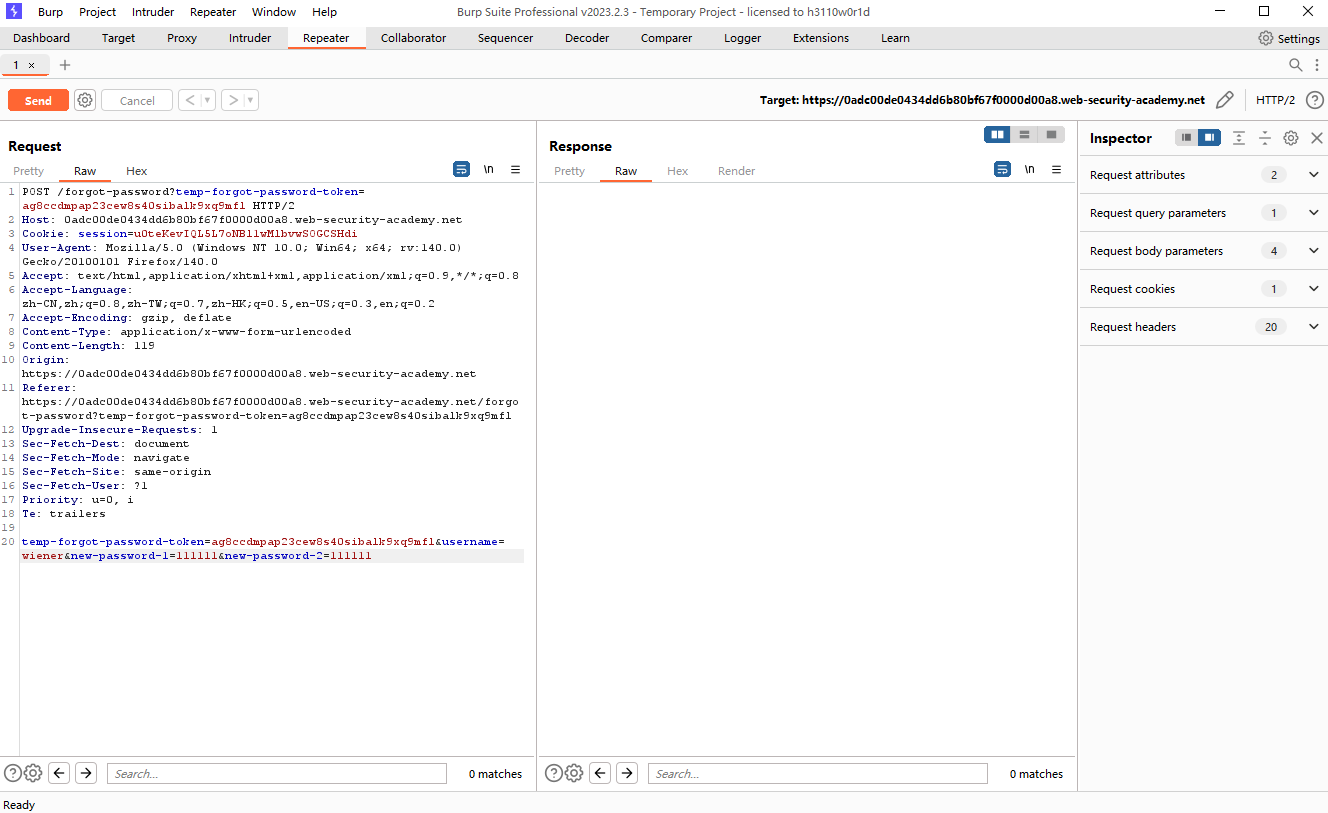 Burp Project Intruder Repeater Window Help Burp Suite Professional v2023.2.3 - Temporary Project - licensed to h3110w0r1d
Dashboard Target Proxy Intruder Repeater Collaborator Sequencer Decoder Comparer Logger Extensions Learn Settings
1 × +
Send Cancel < > Target: https://0adc00de0434dd6b80bf67f0000d00a8.web-security-academy.net HTTP/2 ?
Request
Pretty Raw Hex \n
1 POST /forgot-password?temp-forgot-password-token=
ag8ccdmpap23cew8s40sibalk9xq9mfl HTTP/2
2 Host: 0adc00de0434dd6b80bf67f0000d00a8.web-security-academy.net
3 Cookie: session=u0teKevIQL5L7oNBllwMlbvwS0GCSHdi
4 User-Agent: Mozilla/5.0 (Windows NT 10.0; Win64; x64; rv:140.0)
Gecko/20100101 Firefox/140.0
5 Accept: text/html,application/xhtml+xml,application/xml;q=0.9,*/*;q=0.8
6 Accept-Language:
zh-CN,zh;q=0.8,zh-TW;q=0.7,zh-HK;q=0.5,en-US;q=0.3,en;q=0.2
7 Accept-Encoding: gzip, deflate
8 Content-Type: application/x-www-form-urlencoded
9 Content-Length: 119
10 Origin:
https://0adc00de0434dd6b80bf67f0000d00a8.web-security-academy.net
11 Referer:
https://0adc00de0434dd6b80bf67f0000d00a8.web-security-academy.net/forgo
t-password?temp-forgot-password-token=ag8ccdmpap23cew8s40sibalk9xq9mfl
12 Upgrade-Insecure-Requests: 1
13 Sec-Fetch-Dest: document
14 Sec-Fetch-Mode: navigate
15 Sec-Fetch-Site: same-origin
16 Sec-Fetch-User: ?1
17 Priority: u=0, i
18 Te: trailers
19
20 temp-forgot-password-token=ag8ccdmpap23cew8s40sibalk9xq9mfl&username=
wiener&new-password-1=111111&new-password-2=111111
? Search... 0 matches
Response
Pretty Raw Hex Render \n
? Search... 0 matches
Inspector
Request attributes 2
Request query parameters 1
Request body parameters 4
Request cookies 1
Request headers 20
Ready